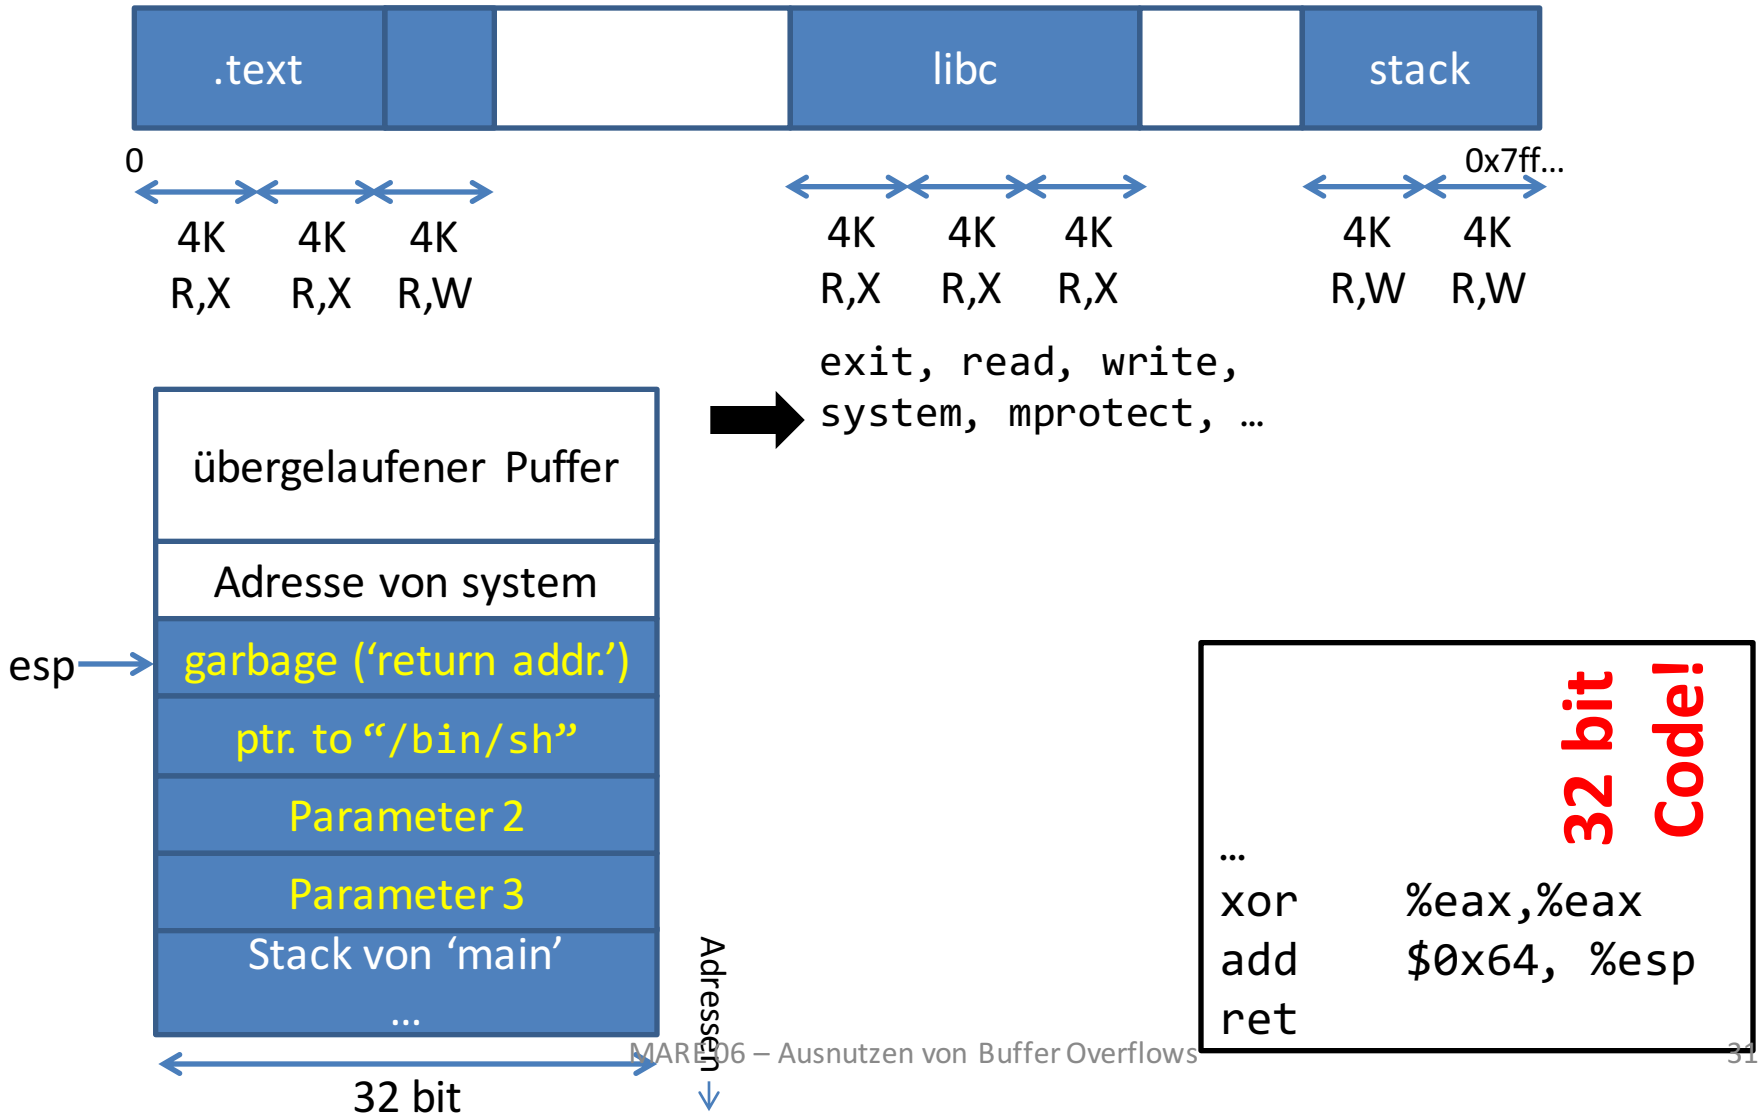 .text
libc
stack
0
0x7ff…
4K
4K
4K
4K
4K
4K
4K
4K
R,X
R,X
R,W
R,X
R,X
R,X
R,W
R,W
exit, read, write,
system, mprotect, …
übergelaufener Puffer
Adresse von system
esp
garbage (‘return addr.’)
ptr. to “/bin/sh”
Parameter 2
Parameter 3
Stack von ‘main’
…
32 bit
Adressen
32 bit
Code!
…
xor %eax,%eax
add $0x64, %esp
ret
MARE 06 – Ausnutzen von Buffer Overflows
31